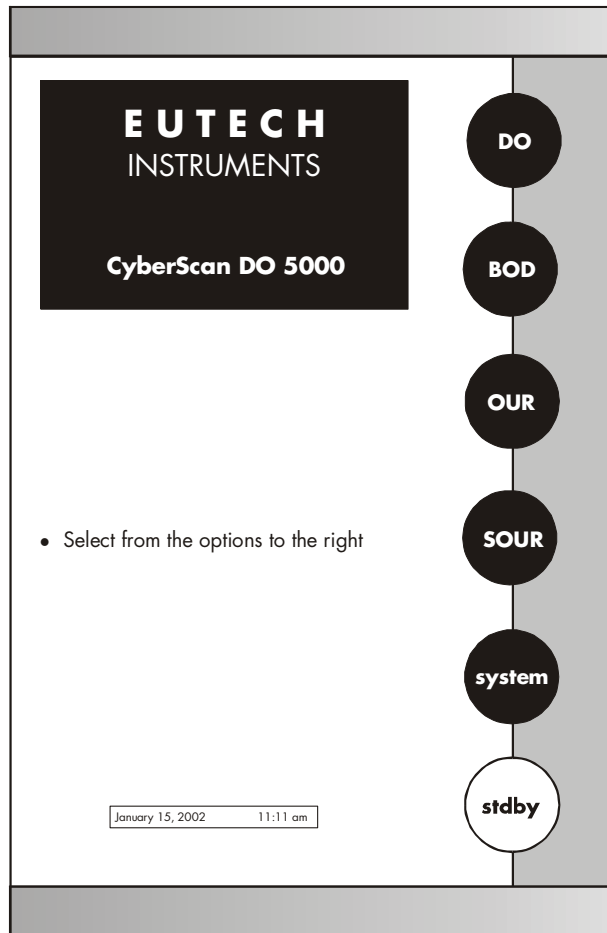 EUTECH
INSTRUMENTS
CyberScan DO 5000
• Select from the options to the right
January 15, 2002 11:11 am
DO
BOD
OUR
SOUR
system
stdby